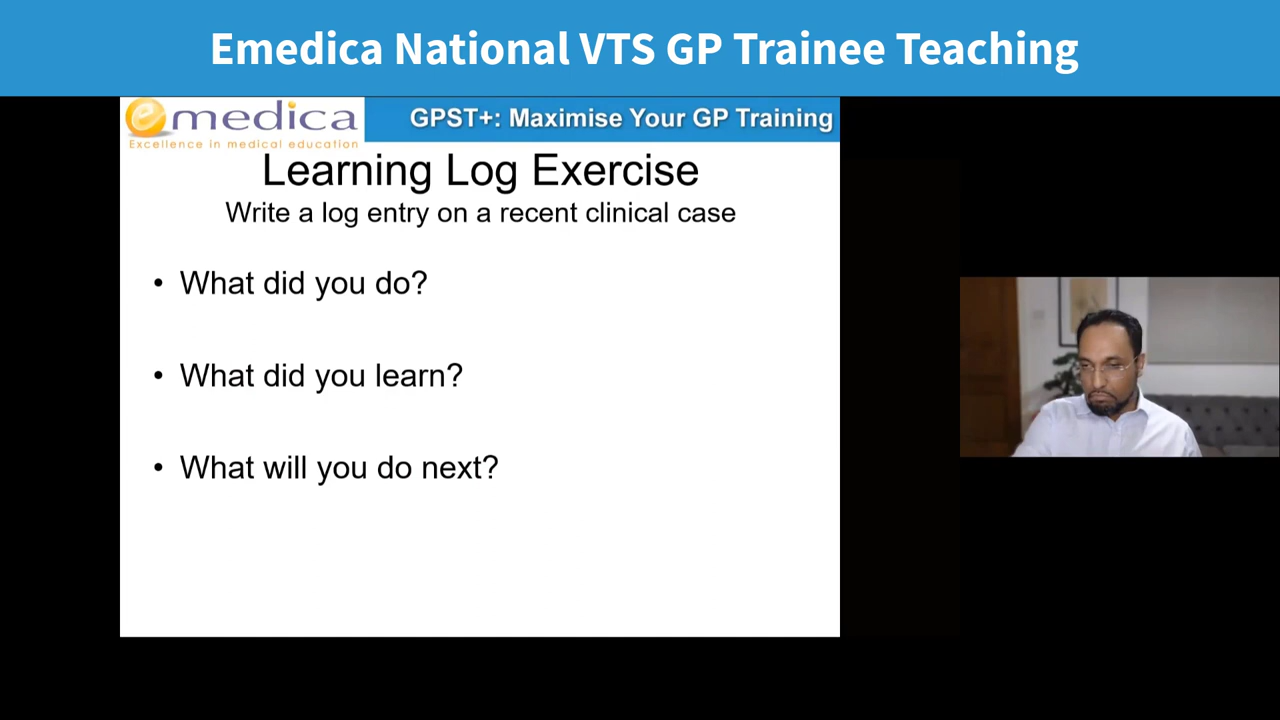 Emedica National VTS GP Trainee Teaching
emedica
Excellence in medical education
GPST+: Maximise Your GP Training
Learning Log Exercise
Write a log entry on a recent clinical case
• What did you do?
• What did you learn?
• What will you do next?